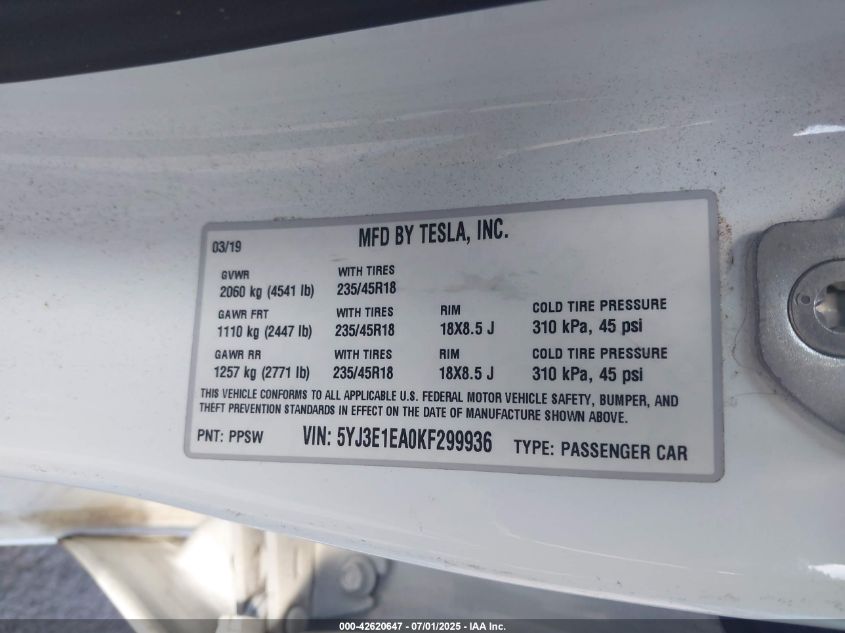 03/19
MFD BY TESLA, INC.
GVWR WITH TIRES
2060 kg (4541 lb) 235/45R18
GAWR FRT WITH TIRES RIM COLD TIRE PRESSURE
1110 kg (2447 lb) 235/45R18 18X8.5 J 310 kPa, 45 psi
GAWR RR WITH TIRES RIM COLD TIRE PRESSURE
1257 kg (2771 lb) 235/45R18 18X8.5 J 310 kPa, 45 psi
THIS VEHICLE CONFORMS TO ALL APPLICABLE U.S. FEDERAL MOTOR VEHICLE SAFETY, BUMPER, AND
THEFT PREVENTION STANDARDS IN EFFECT ON THE DATE OF MANUFACTURE SHOWN ABOVE.
PNT: PPSW VIN: 5YJ3E1EA0KF299936 TYPE: PASSENGER CAR
000-42620647 - 07/01/2025 - IAA Inc.